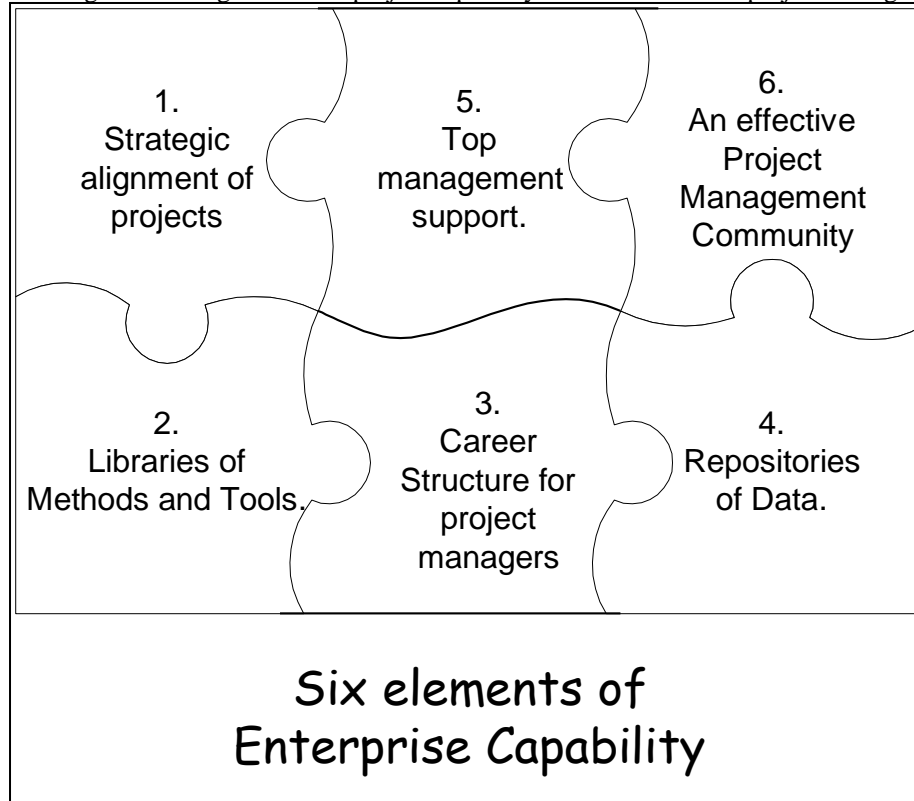 1.
Strategic
alignment of
projects
5.
Top
management
support.
6.
An effective
Project
Management
Community
2.
Libraries of
Methods and Tools.
3.
Career
Structure for
project
managers
4.
Repositories
of Data.
Six elements of
Enterprise Capability